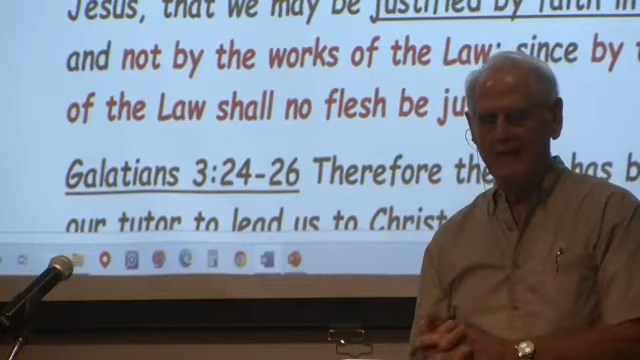 Jesus, that we may be justified by faith in
and not by the works of the Law; since by
of the Law shall no flesh be
Galatians 3:24-26 Therefore the has
our tutor to lead us to Christ